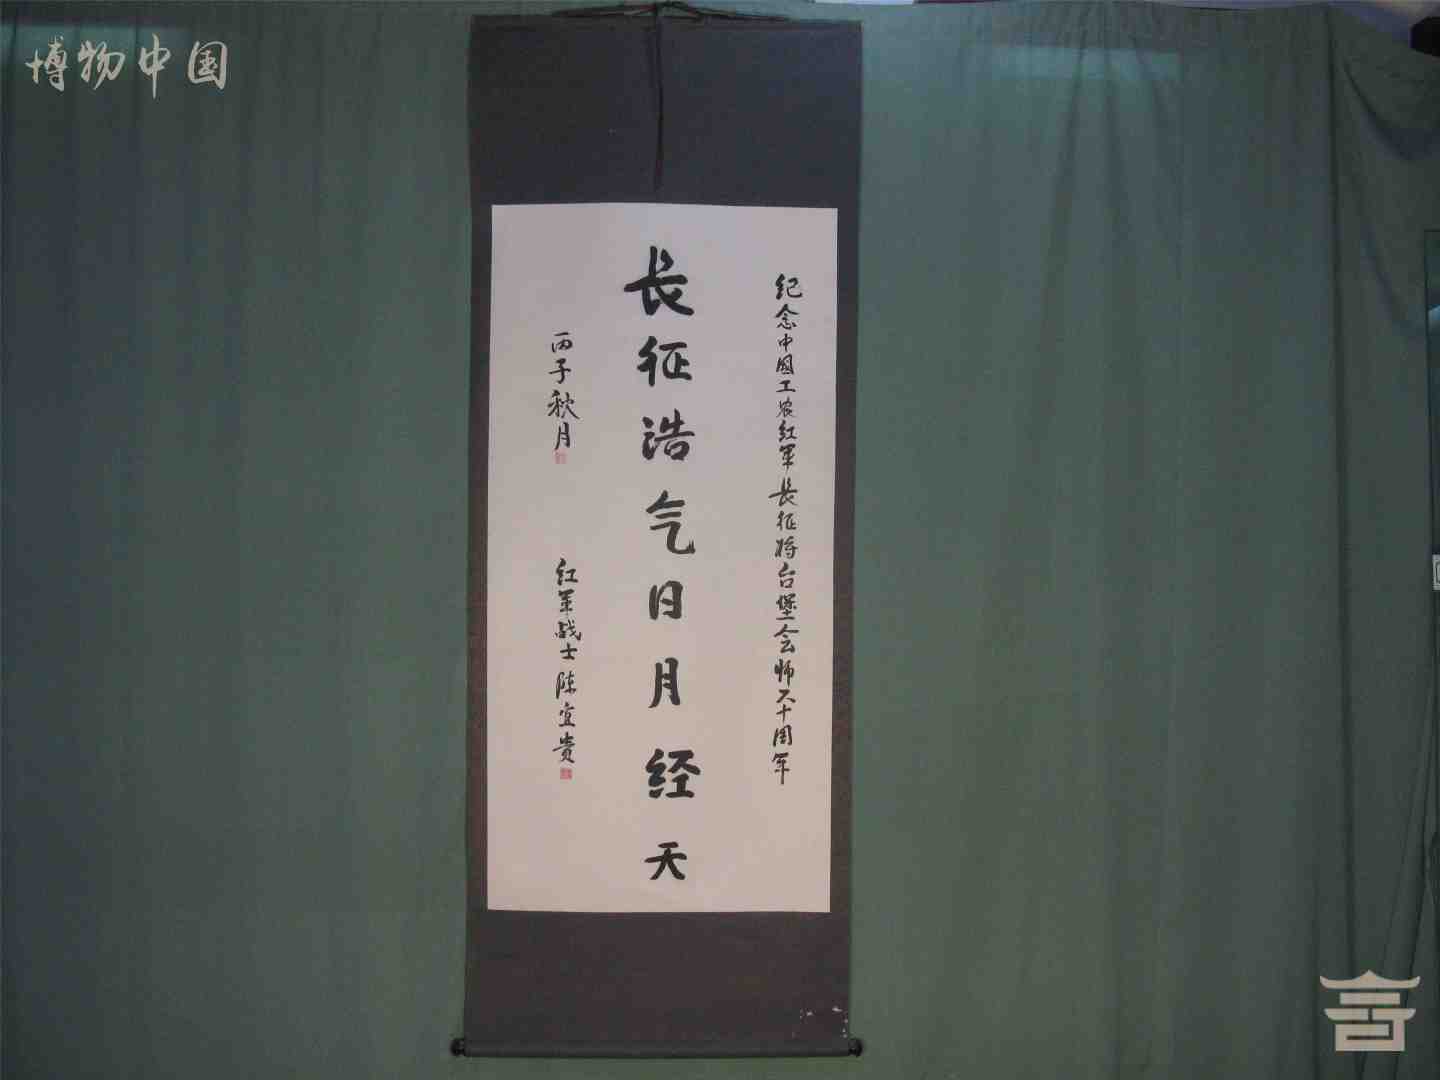 博物中国
纪念中国工农红军长征将台堡会师六十周年
长征浩气日月经天
丙子秋月
红军战士陈宜贵